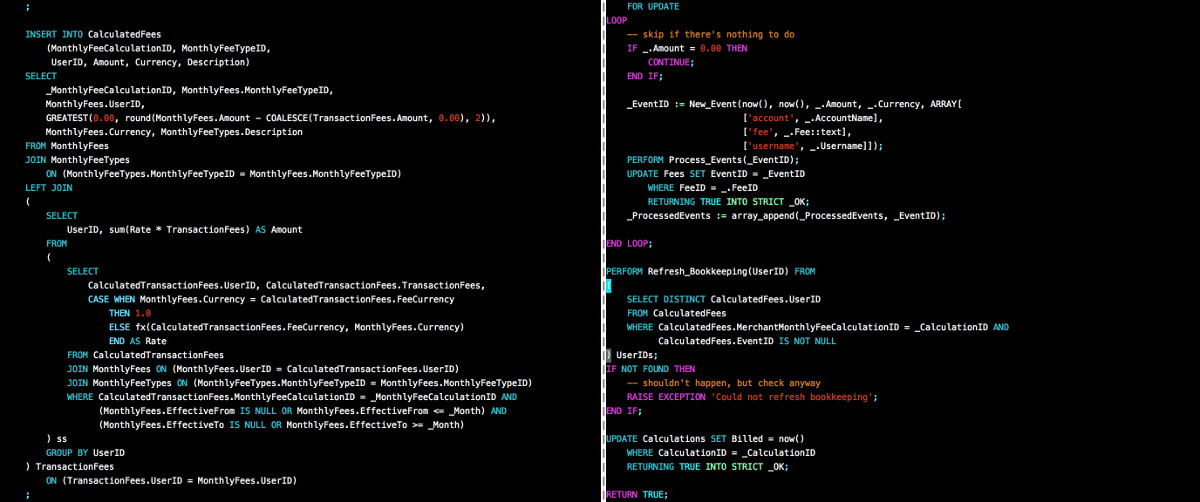 ;
INSERT INTO CalculatedFees
(MonthlyFeeCalculationID, MonthlyFeeTypeID,
UserID, Amount, Currency, Description)
SELECT
_MonthlyFeeCalculationID, MonthlyFees.MonthlyFeeTypeID,
MonthlyFees.UserID,
GREATEST(0.00, round(MonthlyFees.Amount - COALESCE(TransactionFees.Amount, 0.00), 2)),
MonthlyFees.Currency, MonthlyFeeTypes.Description
FROM MonthlyFees
JOIN MonthlyFeeTypes
ON (MonthlyFeeTypes.MonthlyFeeTypeID = MonthlyFees.MonthlyFeeTypeID)
LEFT JOIN
(
SELECT
UserID, sum(Rate * TransactionFees) AS Amount
FROM
(
SELECT
CalculatedTransactionFees.UserID, CalculatedTransactionFees.TransactionFees,
CASE WHEN MonthlyFees.Currency = CalculatedTransactionFees.FeeCurrency
THEN 1.0
ELSE fx(CalculatedTransactionFees.FeeCurrency, MonthlyFees.Currency)
END AS Rate
FROM CalculatedTransactionFees
JOIN MonthlyFees ON (MonthlyFees.UserID = CalculatedTransactionFees.UserID)
JOIN MonthlyFeeTypes ON (MonthlyFeeTypes.MonthlyFeeTypeID = MonthlyFees.MonthlyFeeTypeID)
WHERE CalculatedTransactionFees.MonthlyFeeCalculationID = _MonthlyFeeCalculationID AND
(MonthlyFees.EffectiveFrom IS NULL OR MonthlyFees.EffectiveFrom <= _Month) AND
(MonthlyFees.EffectiveTo IS NULL OR MonthlyFees.EffectiveTo >= _Month)
) ss
GROUP BY UserID
) TransactionFees
ON (TransactionFees.UserID = MonthlyFees.UserID)
;
FOR UPDATE
LOOP
-- skip if there's nothing to do
IF _.Amount = 0.00 THEN
CONTINUE;
END IF;
_EventID := New_Event(now(), now(), _.Amount, _.Currency, ARRAY[
['account', _.AccountName],
['fee', _.Fee::text],
['username', _.Username]]);
PERFORM Process_Events(_EventID);
UPDATE Fees SET EventID = _EventID
WHERE FeeID = _.FeeID
RETURNING TRUE INTO STRICT _OK;
_ProcessedEvents := array_append(_ProcessedEvents, _EventID);
END LOOP;
PERFORM Refresh_Bookkeeping(UserID) FROM
(
SELECT DISTINCT CalculatedFees.UserID
FROM CalculatedFees
WHERE CalculatedFees.MerchantMonthlyFeeCalculationID = _CalculationID AND
CalculatedFees.EventID IS NOT NULL
) UserIDs;
IF NOT FOUND THEN
-- shouldn't happen, but check anyway
RAISE EXCEPTION 'Could not refresh bookkeeping';
END IF;
UPDATE Calculations SET Billed = now()
WHERE CalculationID = _CalculationID
RETURNING TRUE INTO STRICT _OK;
RETURN TRUE;